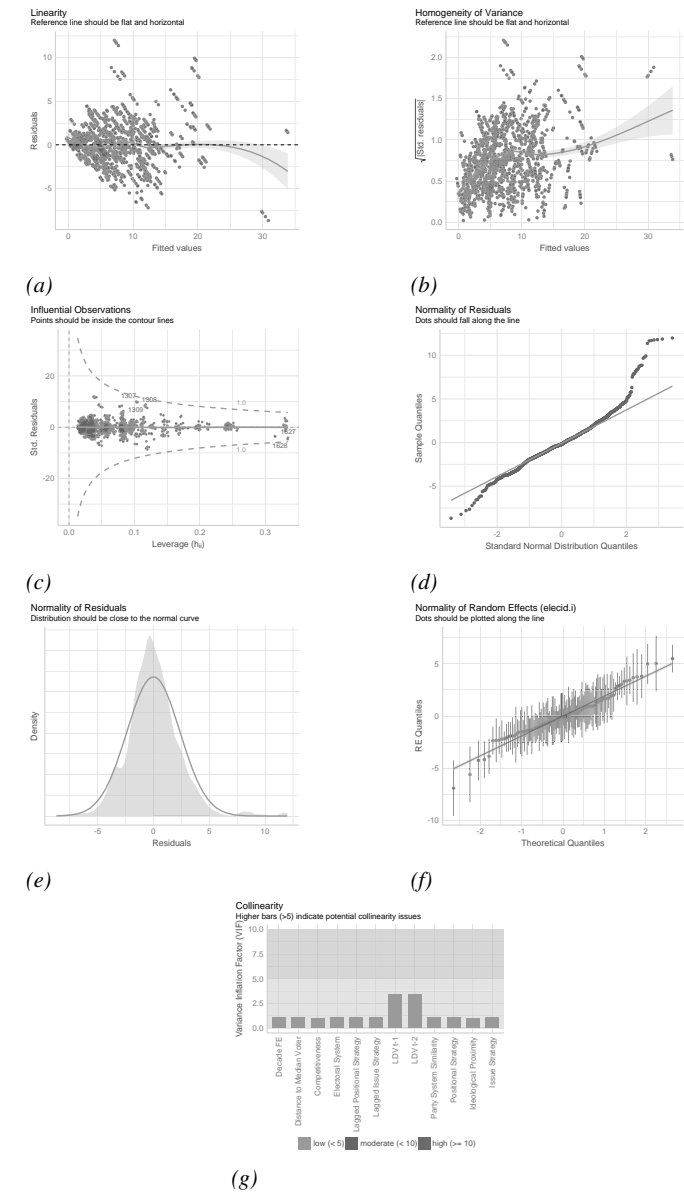 Linearity
Reference line should be flat and horizontal
10
5
0
-5
Residuals
0
10
20
30
Fitted values
(a)
Homogeneity of Variance
Reference line should be flat and horizontal
2.0
1.5
1.0
0.5
0.0
√|Std. residuals|
0
10
20
30
Fitted values
(b)
Influential Observations
Points should be inside the contour lines
20
0
-20
Std. Residuals
1307
1308
1309
1.0
1.0
1627
1628
0.0
0.1
0.2
0.3
Leverage (hii)
(c)
Normality of Residuals
Dots should fall along the line
10
5
0
-5
Sample Quantiles
-2
0
2
Standard Normal Distribution Quantiles
(d)
Normality of Residuals
Distribution should be close to the normal curve
Density
-5
0
5
10
Residuals
(e)
Normality of Random Effects (elecid.i)
Dots should be plotted along the line
5
0
-5
-10
RE Quantiles
-2
-1
0
1
2
Theoretical Quantiles
(f)
Collinearity
Higher bars (>5) indicate potential collinearity issues
10.0
7.5
5.0
2.5
0.0
Variance Inflation Factor (VIF)
Decade FE
Distance to Median Voter
Competitiveness
Electoral System
Lagged Positional Strategy
Lagged Issue Strategy
LDV t-1
LDV t-2
Party System Similarity
Positional Strategy
Ideological Proximity
Issue Strategy
low (< 5) moderate (< 10) high (>= 10)
(g)